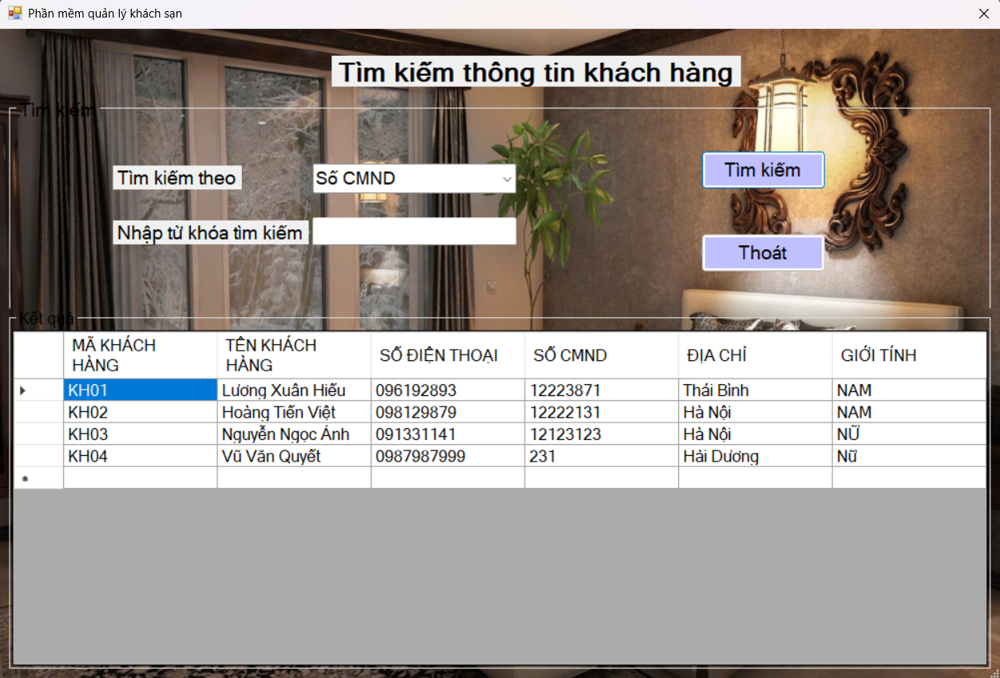 Phần mềm quản lý khách sạn
Tìm kiếm thông tin khách hàng
Tìm kiếm
Tìm kiếm theo Số CMND Tìm kiếm
Nhập từ khóa tìm kiếm
Thoát
Kết quả
MÃ KHÁCH HÀNG TÊN KHÁCH HÀNG SỐ ĐIỆN THOẠI SỐ CMND ĐỊA CHỈ GIỚI TÍNH
KH01 Lương Xuân Hiếu 096192893 12223871 Thái Bình NAM
KH02 Hoàng Tiến Việt 098129879 12222131 Hà Nội NAM
KH03 Nguyễn Ngọc Ánh 091331141 12123123 Hà Nội NỮ
KH04 Vũ Văn Quyết 0987987999 231 Hải Dương Nữ